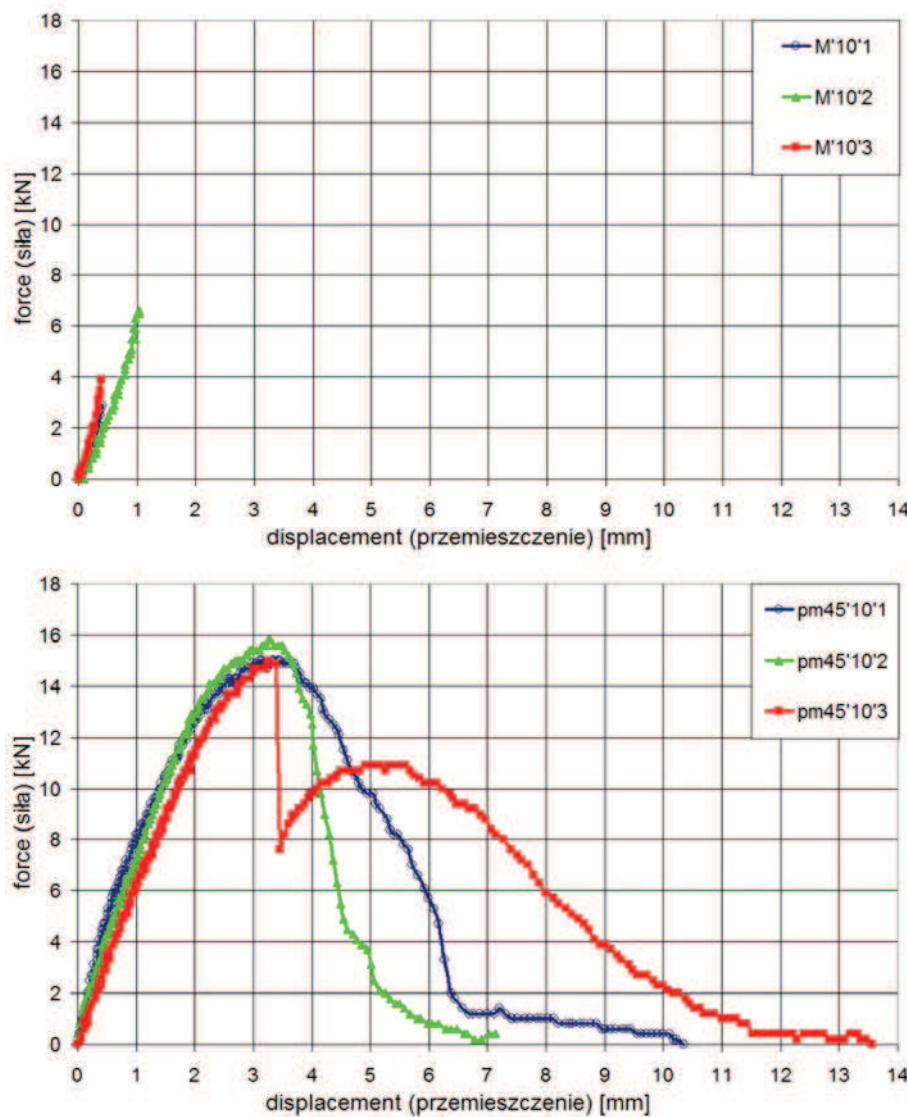 18
16
14
12
10
8
6
4
2
0
force (siła) [kN]
M'10'1
M'10'2
M'10'3
0 1 2 3 4 5 6 7 8 9 10 11 12 13 14
displacement (przemieszczenie) [mm]
18
16
14
12
10
8
6
4
2
0
force (siła) [kN]
pm45'10'1
pm45'10'2
pm45'10'3
0 1 2 3 4 5 6 7 8 9 10 11 12 13 14
displacement (przemieszczenie) [mm]